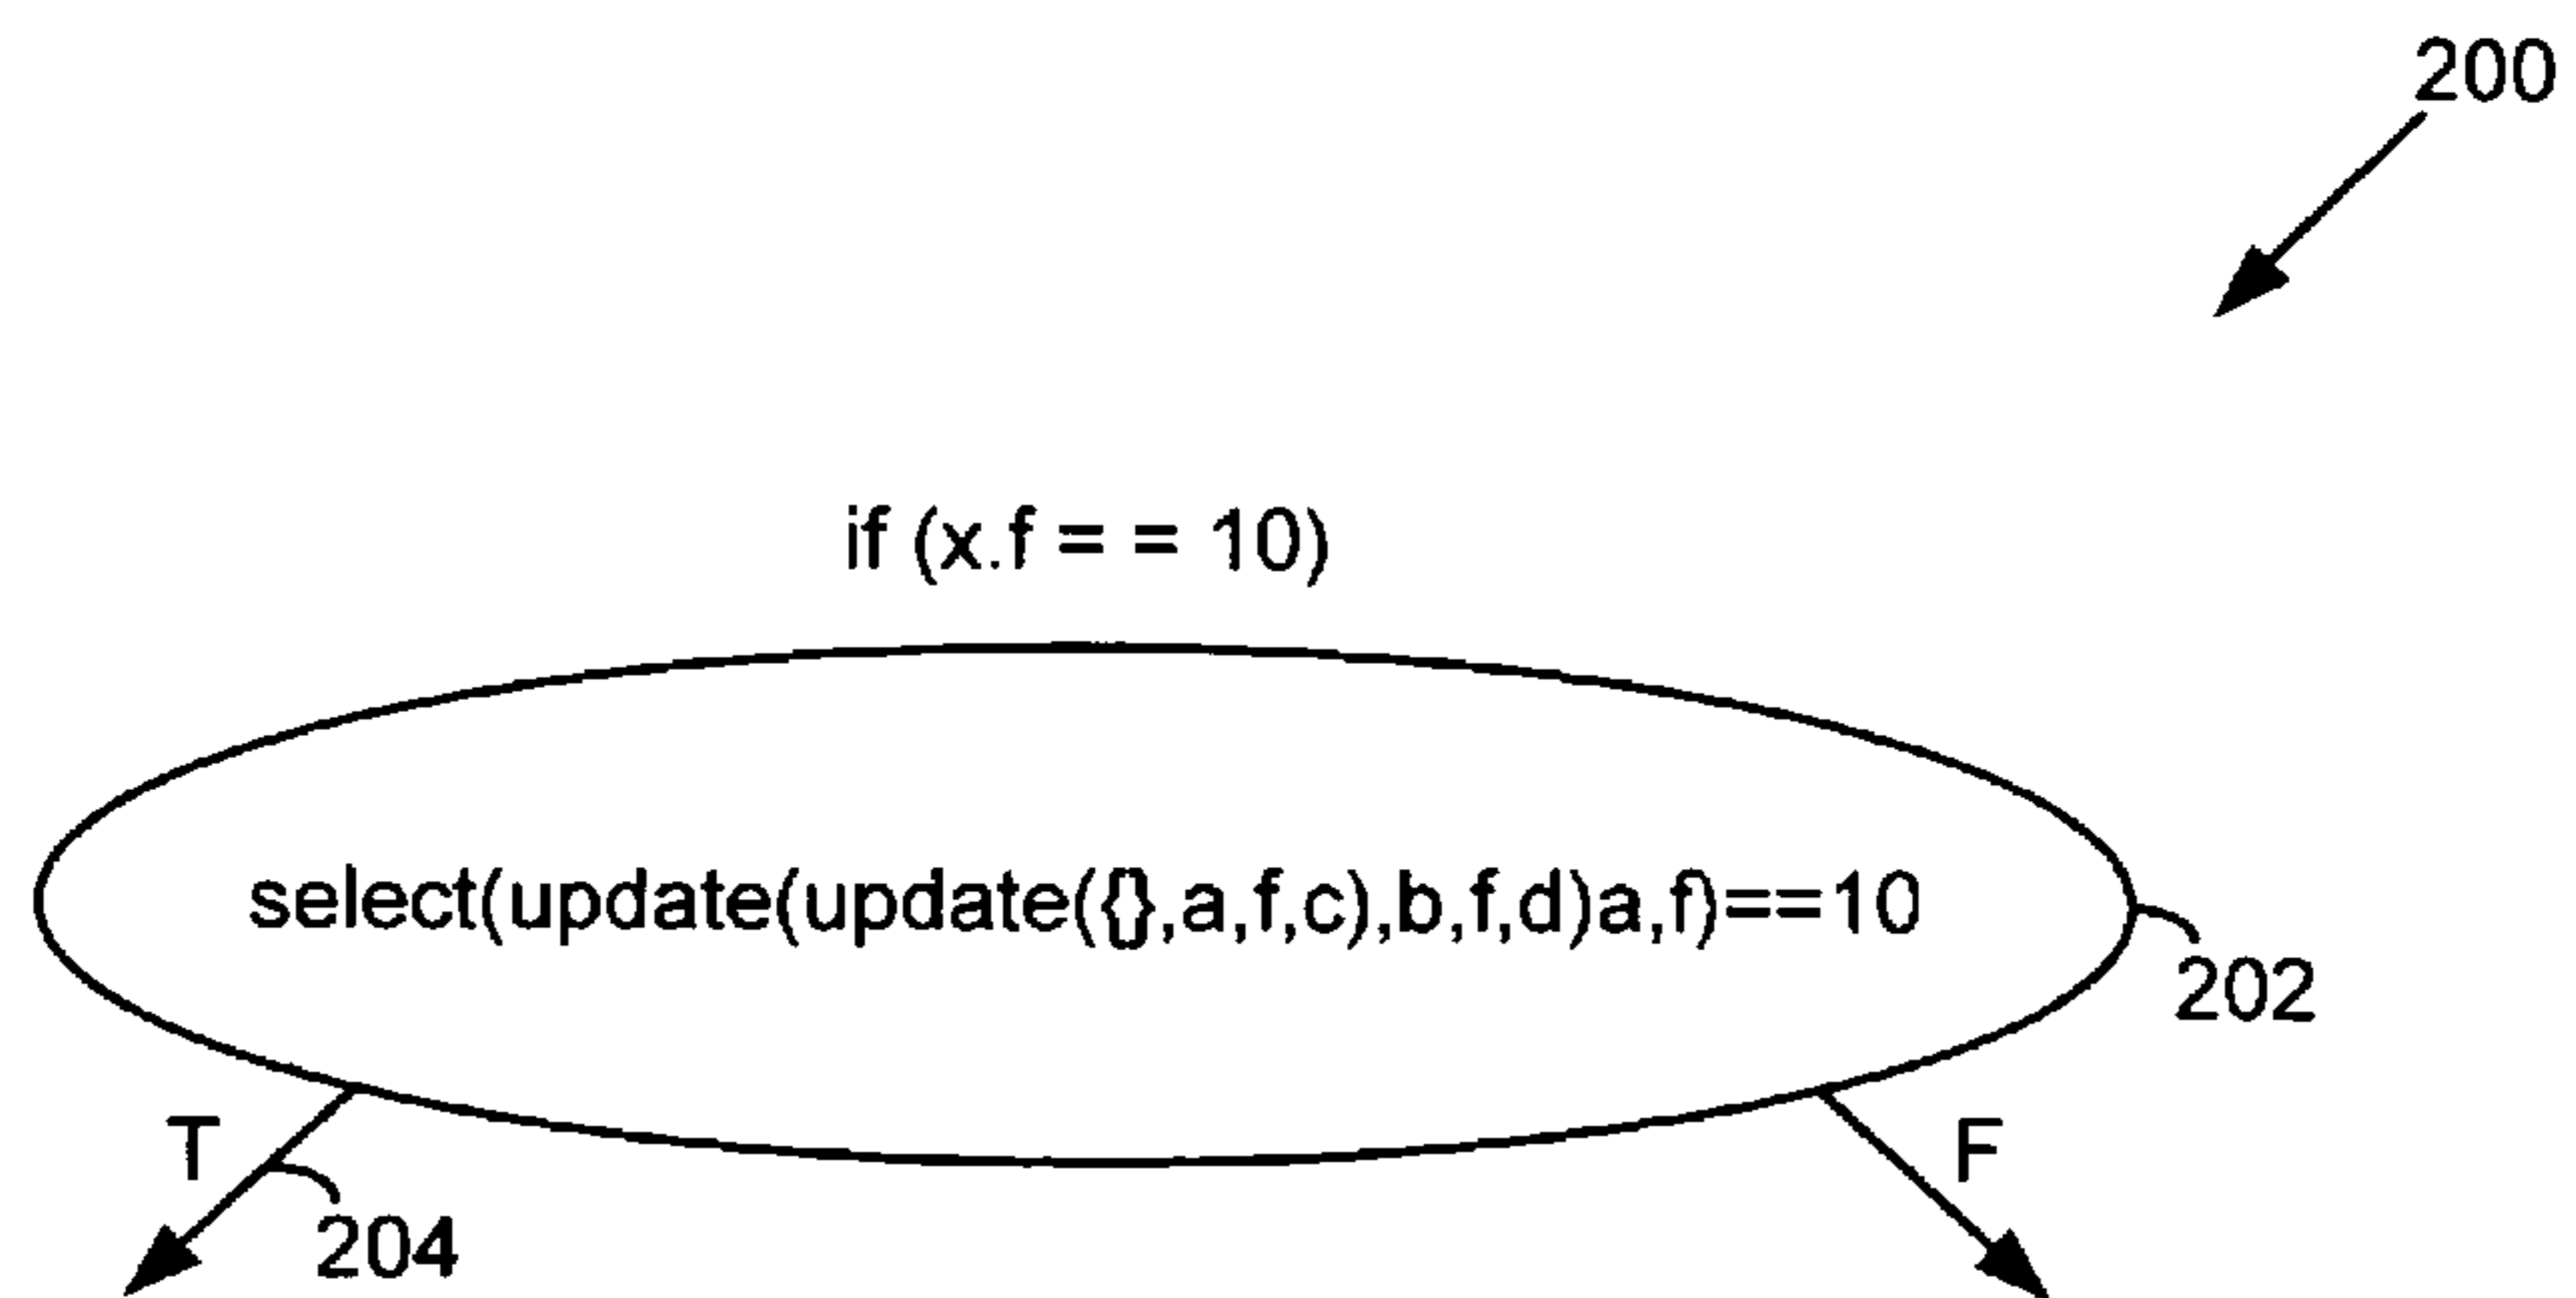 200
if (x.f = = 10)
select(update(update({},a,f,c),b,f,d)a,f)==10
202
T
F
204